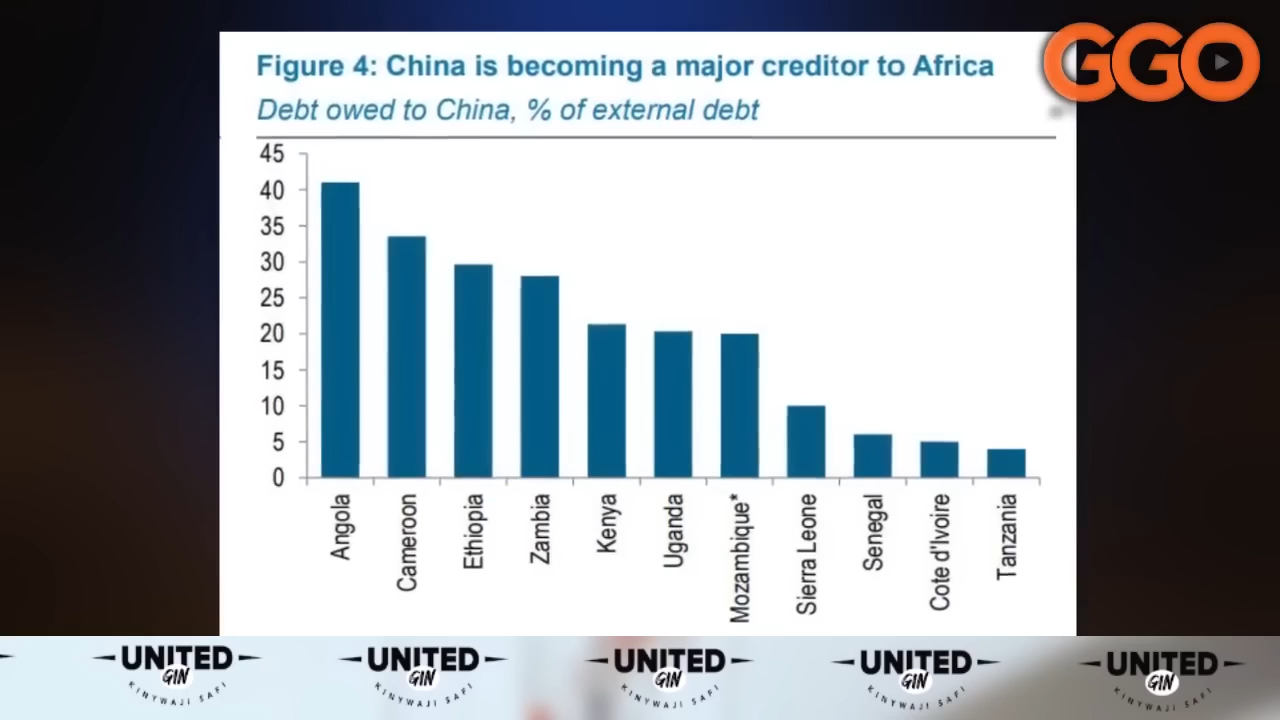 GGO
Figure 4: China is becoming a major creditor to Africa
Debt owed to China, % of external debt
45
40
35
30
25
20
15
10
5
0
Angola
Cameroon
Ethiopia
Zambia
Kenya
Uganda
Mozambique*
Sierra Leone
Senegal
Cote d'Ivoire
Tanzania
UNITED UNITED UNITED UNITED UNITED
GIN GIN GIN GIN GIN
KINYWAJI SAFI KINYWAJI SAFI KINYWAJI SAFI KINYWAJI SAFI KINYWAJI SAFI